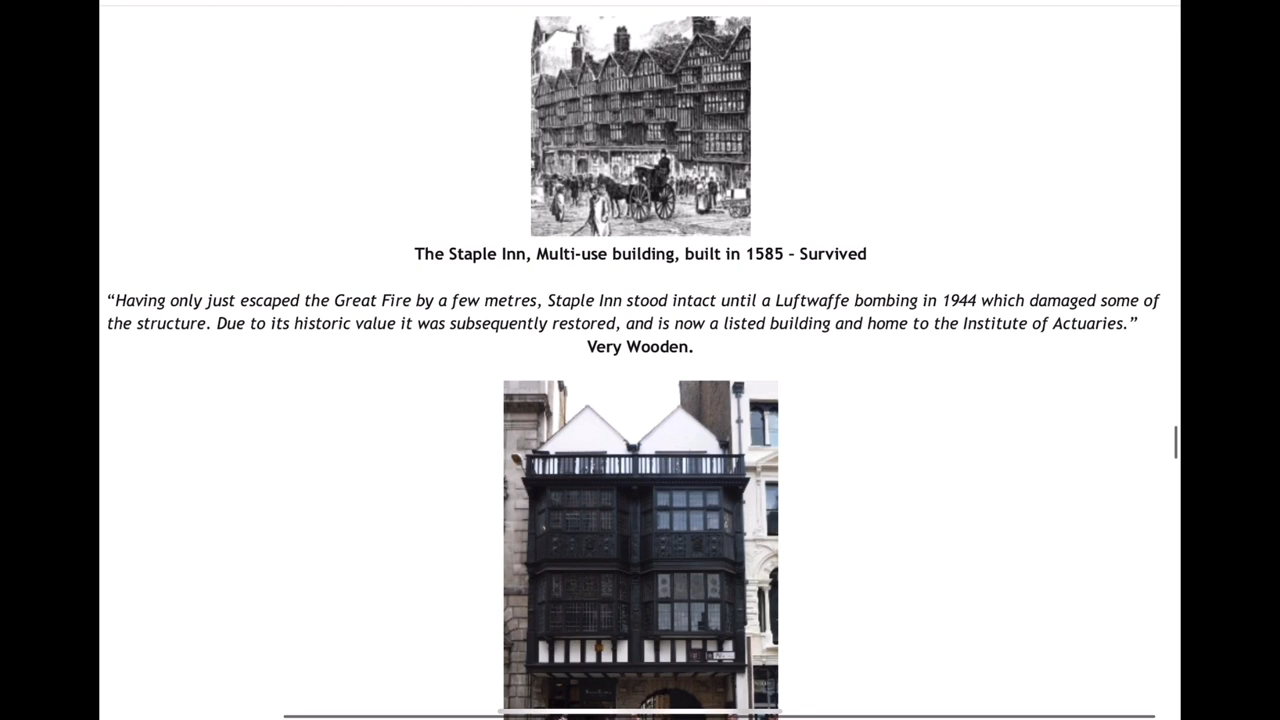 The Staple Inn, Multi-use building, built in 1585 – Survived
“Having only just escaped the Great Fire by a few metres, Staple Inn stood intact until a Luftwaffe bombing in 1944 which damaged some of
the structure. Due to its historic value it was subsequently restored, and is now a listed building and home to the Institute of Actuaries.”
Very Wooden.